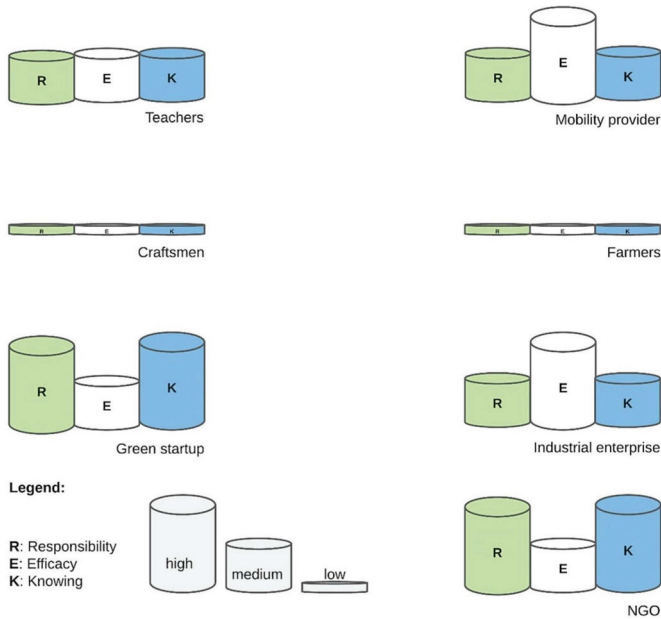 R E K
Teachers
R E K
Mobility provider
R E K
Craftsmen
R E K
Farmers
R E K
Green startup
R E K
Industrial enterprise
Legend:
R: Responsibility
E: Efficacy
K: Knowing
high
medium
low
R E K
NGO